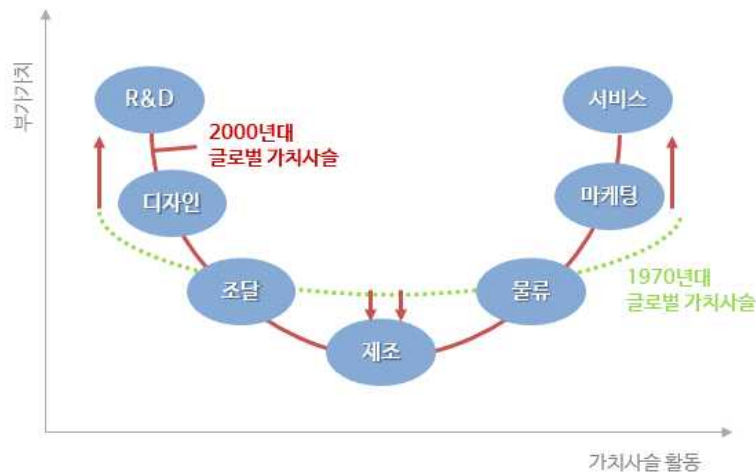 부가가치
R&D
서비스
2000년대
글로벌 가치사슬
디자인
마케팅
조달
물류
1970년대
글로벌 가치사슬
제조
가치사슬 활동